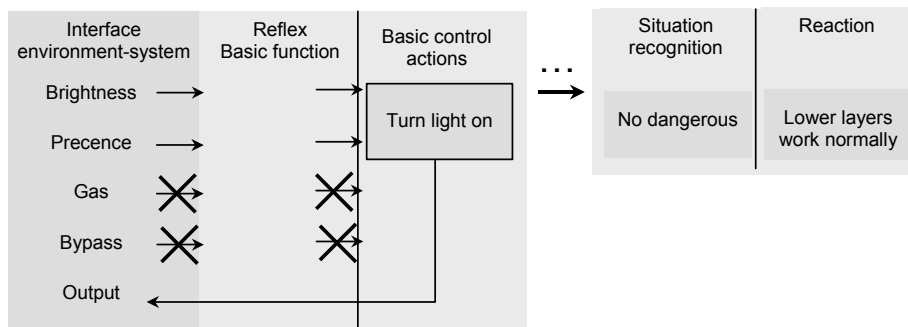 Interface
environment-system
Reflex
Basic function
Basic control
actions
Brightness
Precence
Gas
Bypass
Output
Turn light on
...
Situation
recognition
Reaction
No dangerous
Lower layers
work normally